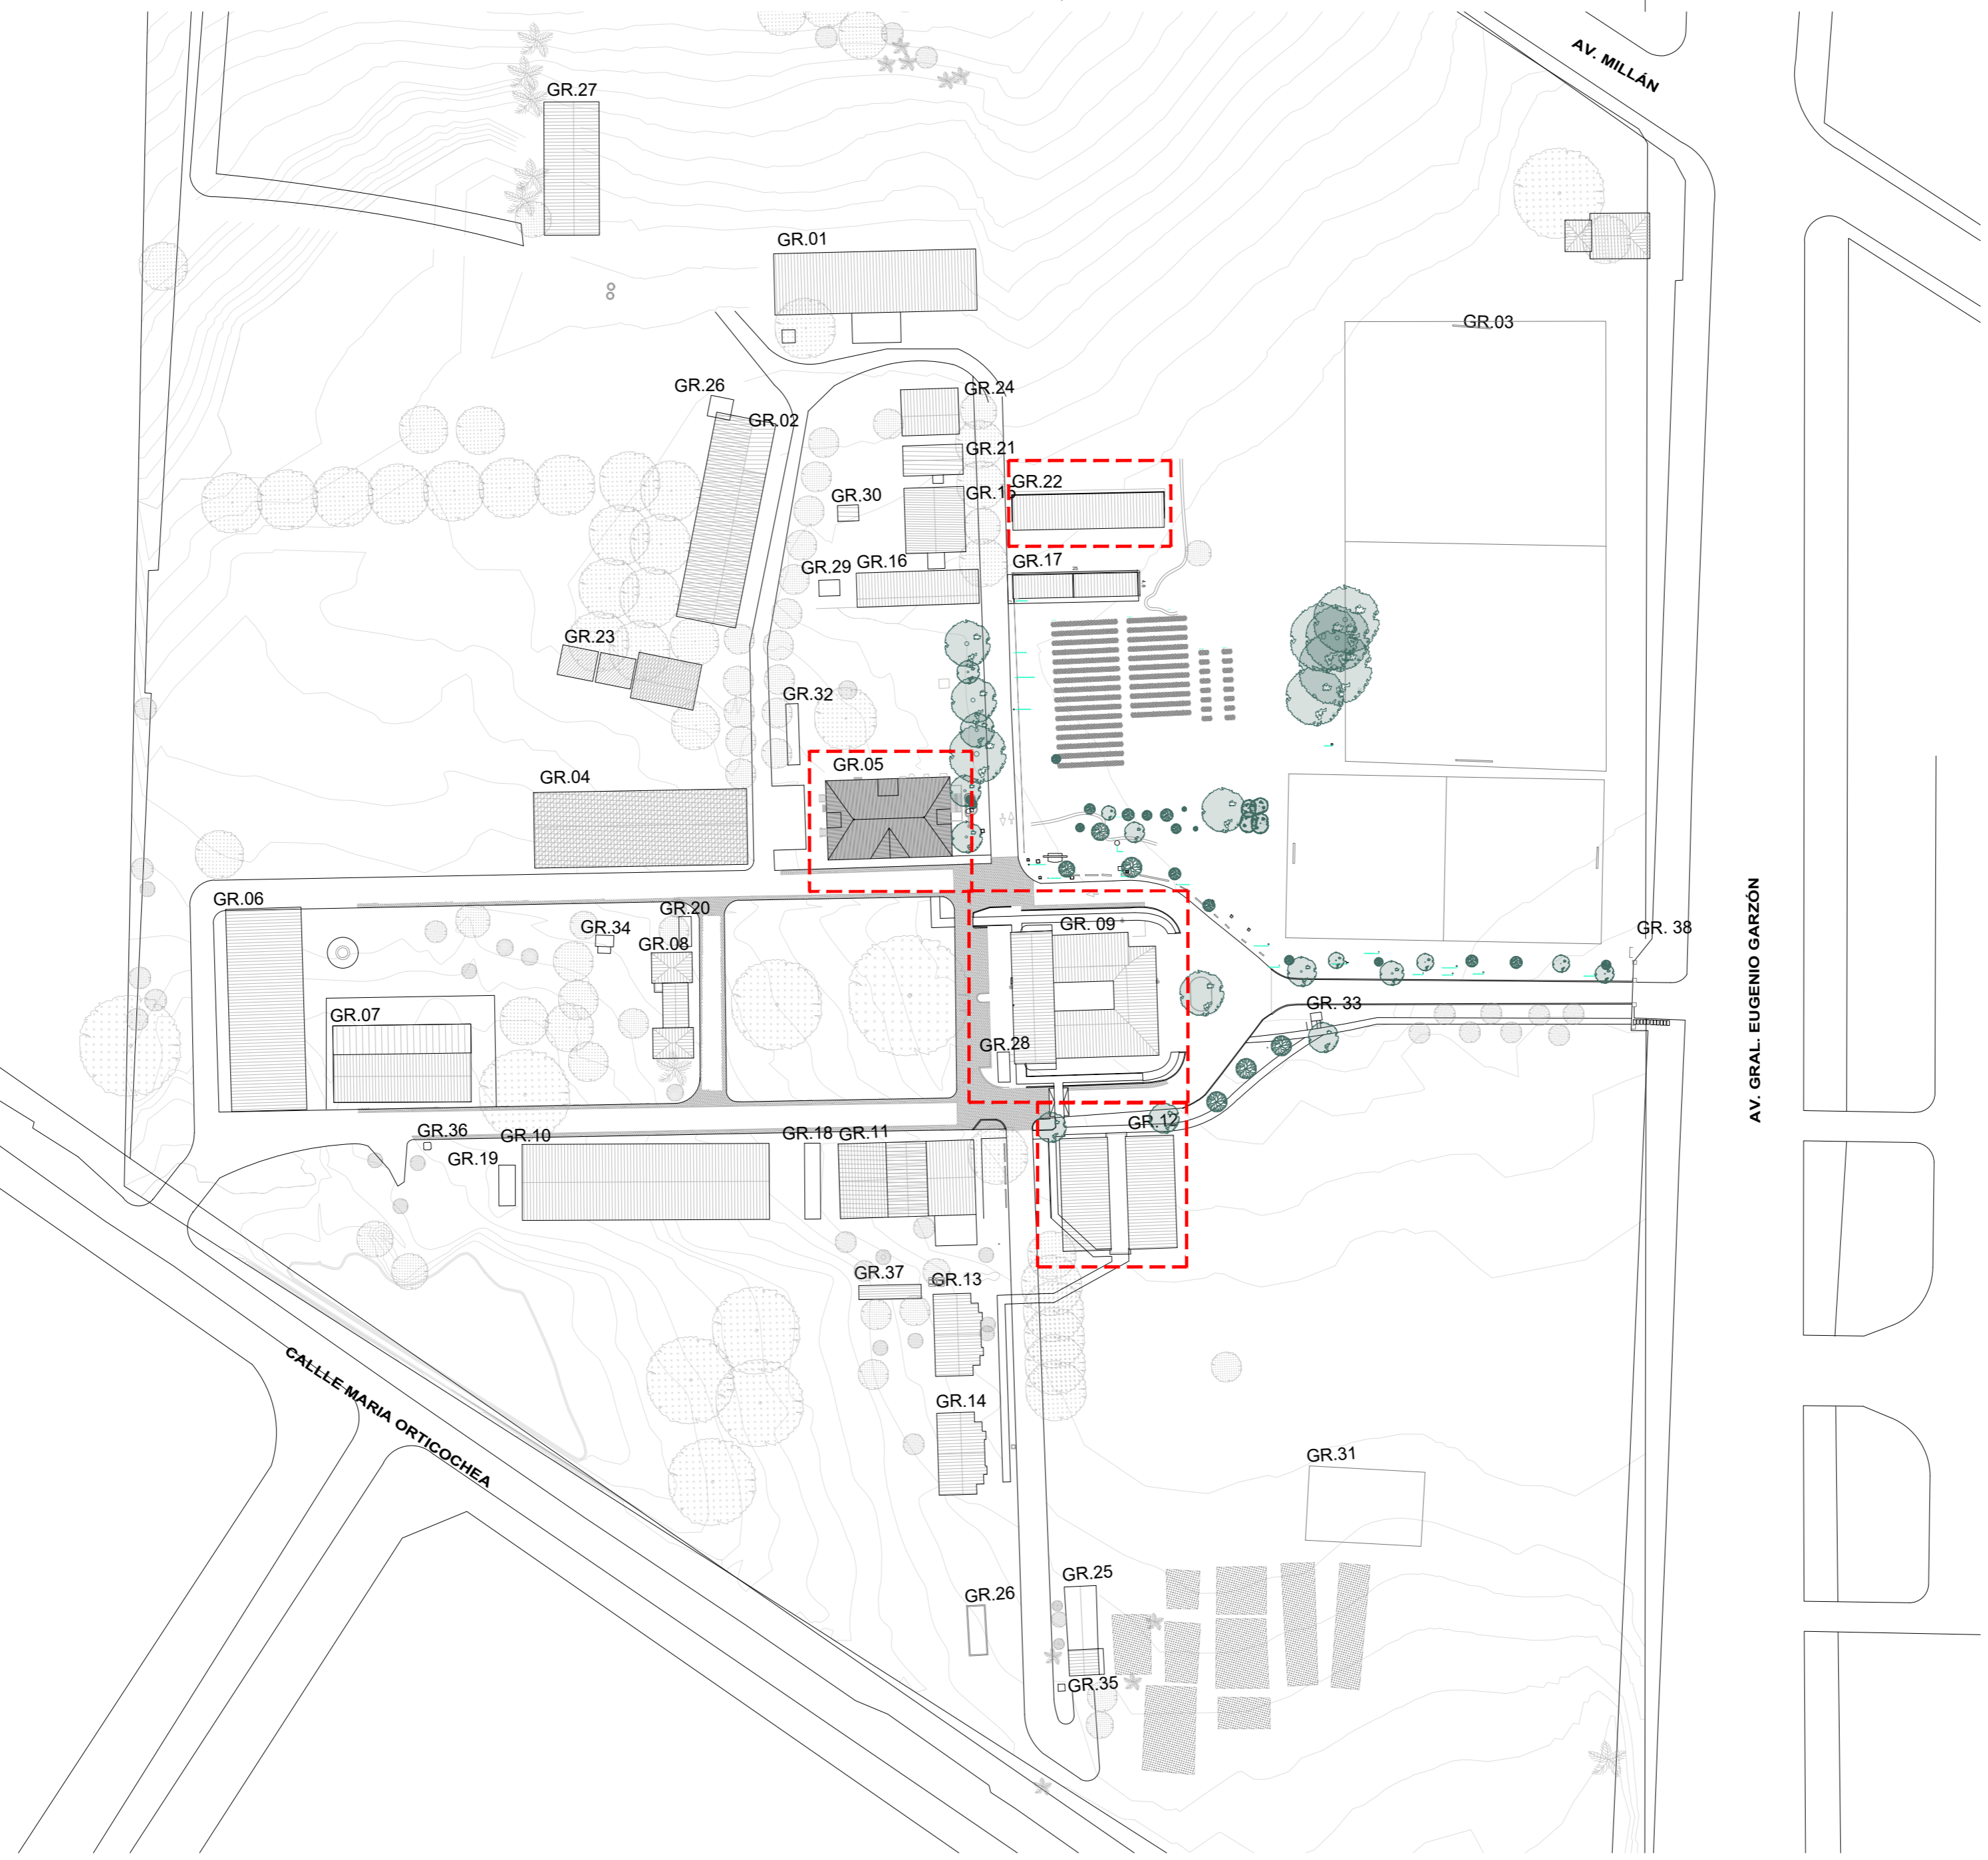 AV. MILLÁN
GR.27
GR.01
GR.03
GR.26
GR.24
GR.02
GR.21
GR.22
GR.30
GR.15
GR.29
GR.16
GR.17
GR.23
GR.32
GR.05
GR.04
GR.06
GR.20
GR.34
GR.08
GR. 09
GR. 38
AV. GRAL. EUGENIO GARZÓN
GR.07
GR. 33
GR.28
GR.12
GR.36
GR.10
GR.18
GR.11
GR.19
GR.37
GR.13
CALLLE MARIA ORTICOCHEA
GR.14
GR.31
GR.25
GR.26
GR.35